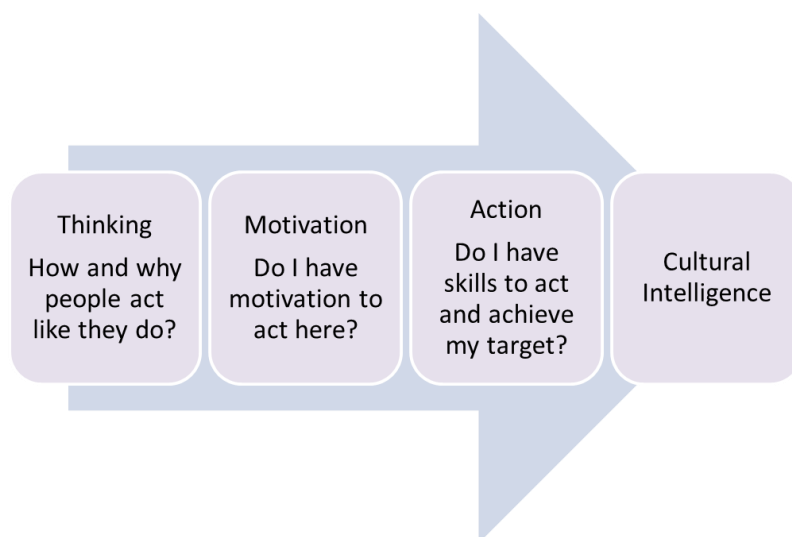 Thinking
How and why
people act
like they do?
Motivation
Do I have
motivation to
act here?
Action
Do I have
skills to act
and achieve
my target?
Cultural
Intelligence